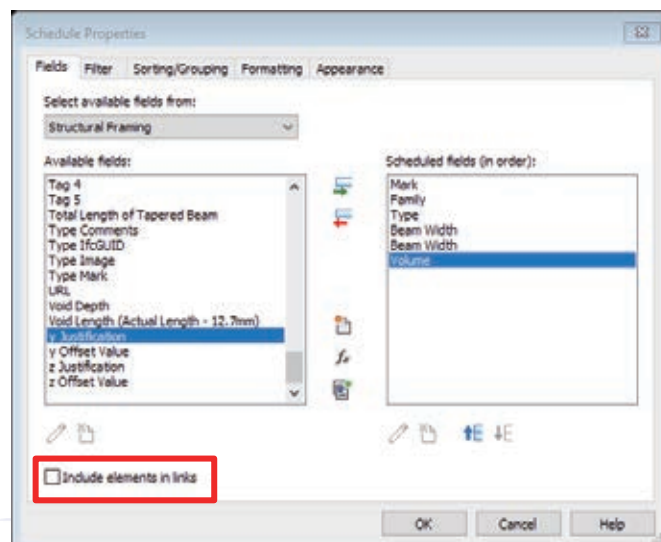 Schedule Properties
Fields Filter Sorting/Grouping Formatting Appearance
Select available fields from:
Structural Framing
Available fields:
Tag 4
Tag 5
Total Length of Tapered Beam
Type Comments
Type IfcGUID
Type Image
Type Mark
URL
Void Depth
Void Length (Actual Length - 12.7mm)
y Justification
y Offset Value
z Justification
z Offset Value
Scheduled fields (in order):
Mark
Family
Type
Beam Width
Beam Width
Volume
Include elements in links
OK Cancel Help